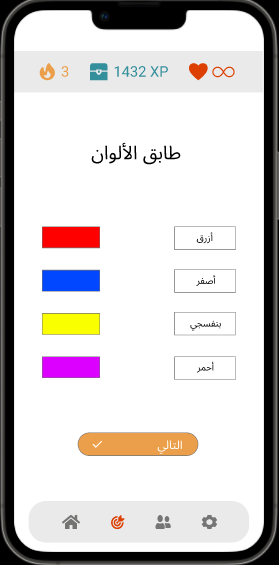 3
1432 XP
طابق الألوان
أزرق
أصفر
بنفسجي
أحمر
التالي